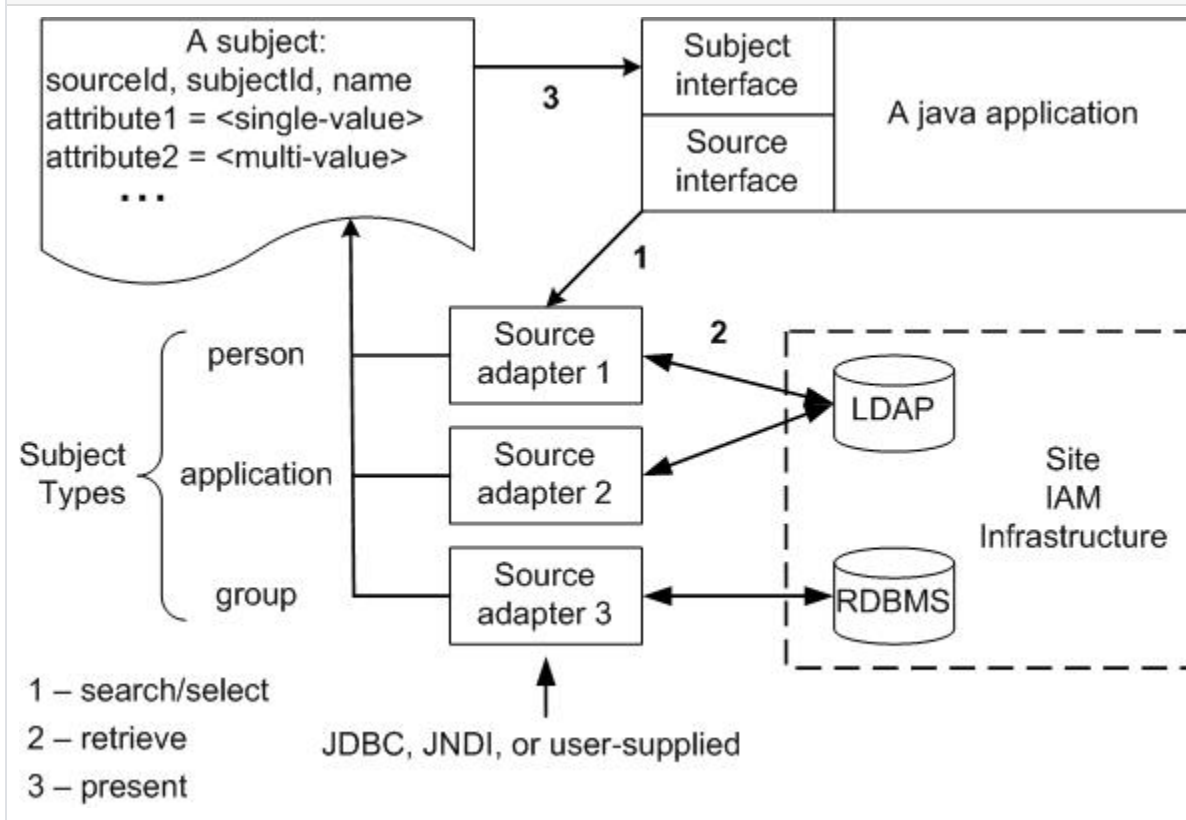 A subject:
sourceId, subjectId, name
attribute1 = <single-value>
attribute2 = <multi-value>
...
3
Subject
interface
Source
interface
A java application
1
2
person
Source
adapter 1
LDAP
Subject
Types
application
Source
adapter 2
Site
IAM
Infrastructure
group
Source
adapter 3
RDBMS
1 – search/select
2 – retrieve
3 – present
JDBC, JNDI, or user-supplied